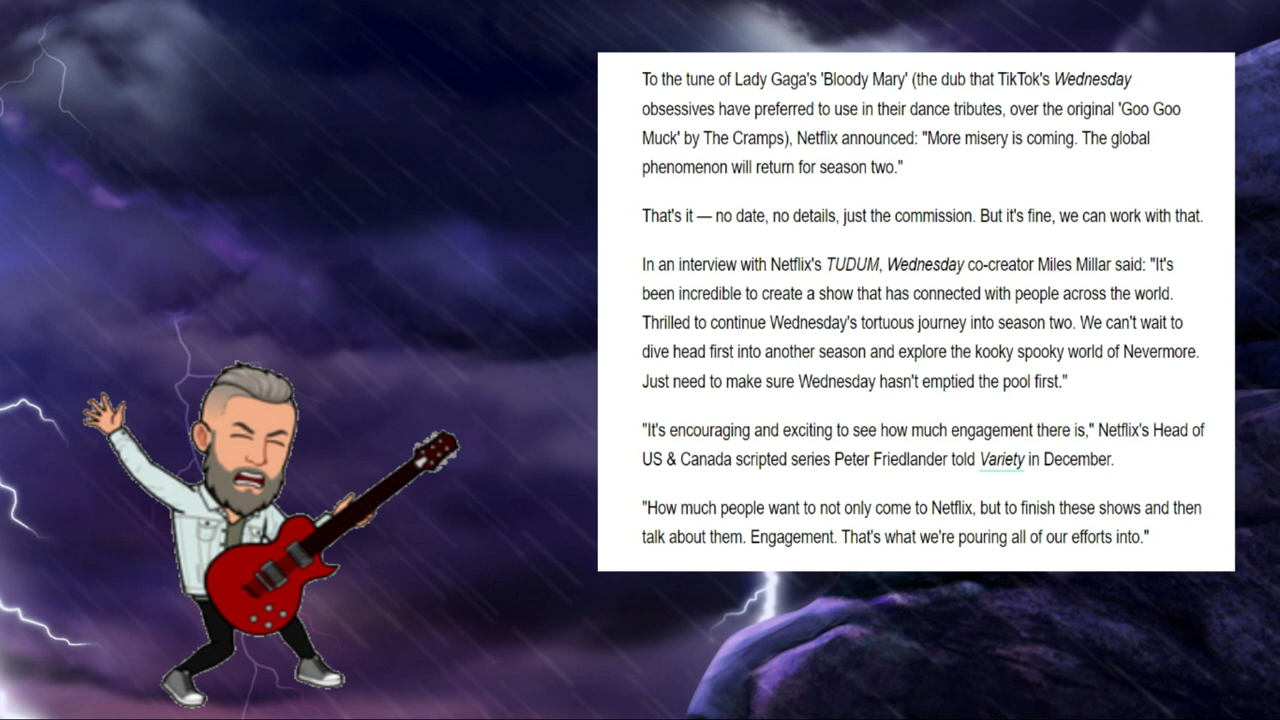 To the tune of Lady Gaga's 'Bloody Mary' (the dub that TikTok's Wednesday
obsessives have preferred to use in their dance tributes, over the original 'Goo Goo
Muck' by The Cramps), Netflix announced: "More misery is coming. The global
phenomenon will return for season two."
That's it — no date, no details, just the commission. But it's fine, we can work with that.
In an interview with Netflix's TUDUM, Wednesday co-creator Miles Millar said: "It's
been incredible to create a show that has connected with people across the world.
Thrilled to continue Wednesday's tortuous journey into season two. We can't wait to
dive head first into another season and explore the kooky spooky world of Nevermore.
Just need to make sure Wednesday hasn't emptied the pool first."
"It's encouraging and exciting to see how much engagement there is," Netflix's Head of
US & Canada scripted series Peter Friedlander told Variety in December.
"How much people want to not only come to Netflix, but to finish these shows and then
talk about them. Engagement. That's what we're pouring all of our efforts into."